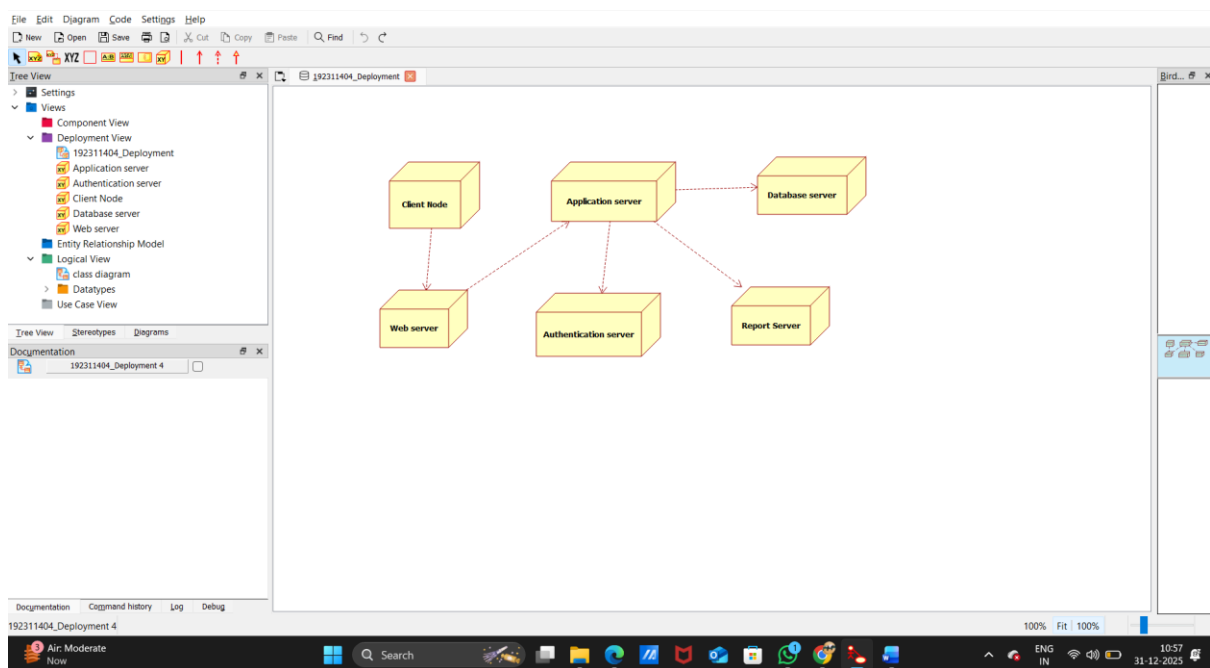 File Edit Diagram Code Settings Help
New Open Save Cut Copy Paste Find
XYZ
Tree View
192311404_Deployment
Bird...
Settings
Views
Component View
Deployment View
192311404_Deployment
Application server
Authentication server
Client Node
Database server
Web server
Entity Relationship Model
Logical View
class diagram
Datatypes
Use Case View
Tree View Stereotypes Diagrams
Documentation
192311404_Deployment 4
Client Node
Application server
Database server
Web server
Authentication server
Report Server
Documentation Command history Log Debug
192311404_Deployment 4
100% Fit 100%
3
Air: Moderate
Now
Search
ENG
IN
10:57
31-12-2025